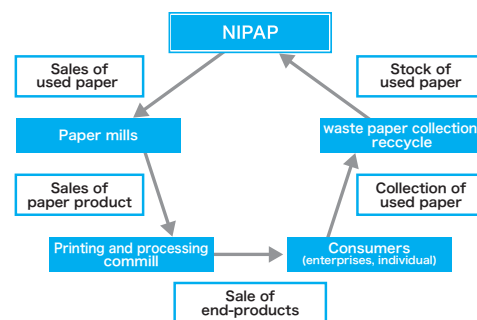 NIPAP
Sales of
used paper
Stock of
used paper
Paper mills
waste paper collection
reccycle
Sales of
paper product
Collection of
used paper
Printing and processing
commill
Consumers
(enterprises, individual)
Sale of
end-products